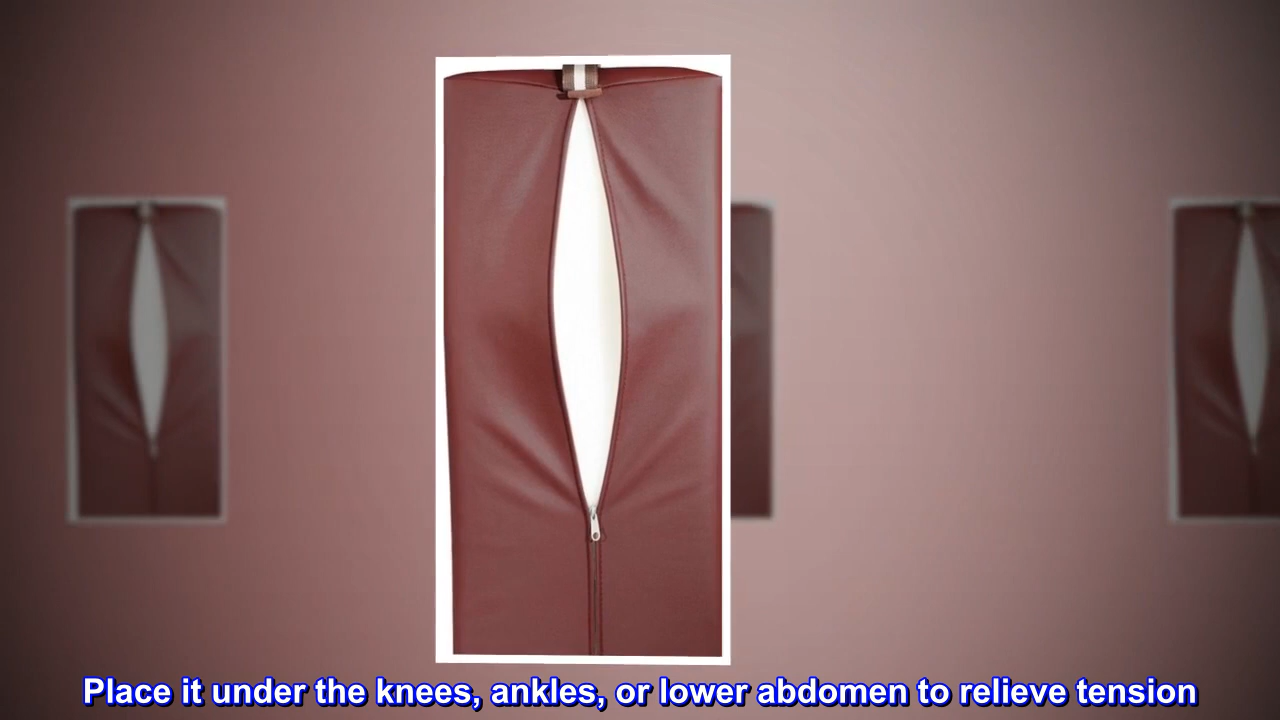 Place it under the knees, ankles, or lower abdomen to relieve tension